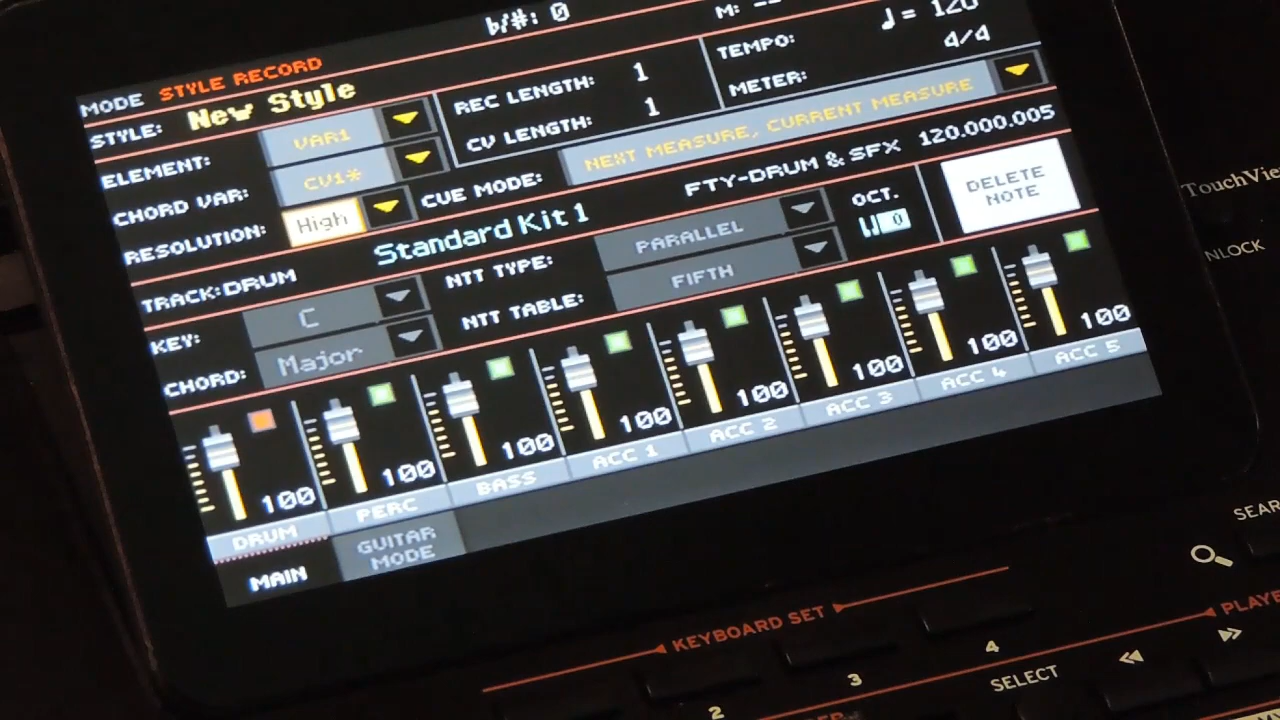 ♭/♯: 0
M: --
MODE STYLE RECORD
♩ = 120
STYLE: New Style
REC LENGTH: 1
TEMPO:
4/4
ELEMENT: VAR1
CV LENGTH: 1
METER:
CHORD VAR: CV1*
CUE MODE: NEXT MEASURE, CURRENT MEASURE
RESOLUTION: High
FTY-DRUM & SFX 120.000.005
TRACK:DRUM Standard Kit 1
OCT.
0
DELETE
NOTE
KEY: C
NTT TYPE: PARALLEL
CHORD: Major
NTT TABLE: FIFTH
100 100 100 100 100 100 100 100
DRUM PERC BASS ACC 1 ACC 2 ACC 3 ACC 4 ACC 5
MAIN
GUITAR
MODE
NLOCK
KEYBOARD SET
2 3 4
SELECT